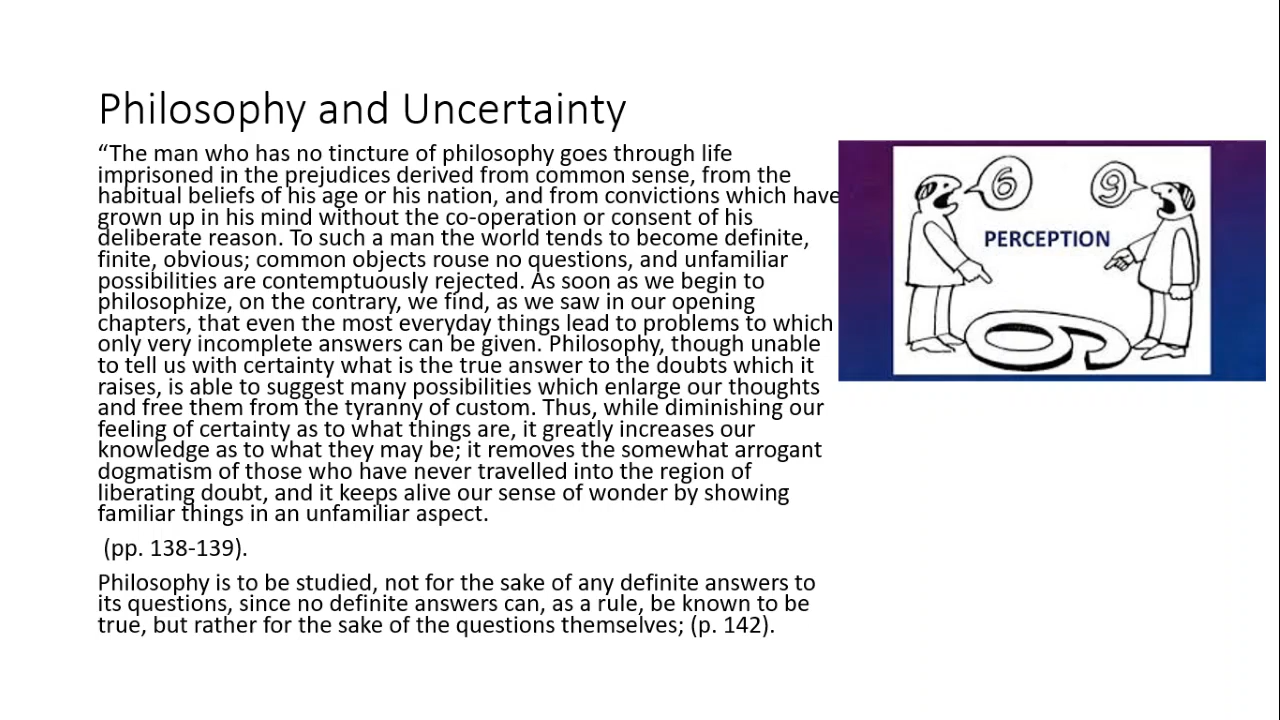 Philosophy and Uncertainty
“The man who has no tincture of philosophy goes through life
imprisoned in the prejudices derived from common sense, from the
habitual beliefs of his age or his nation, and from convictions which have
grown up in his mind without the co-operation or consent of his
deliberate reason. To such a man the world tends to become definite,
finite, obvious; common objects rouse no questions, and unfamiliar
possibilities are contemptuously rejected. As soon as we begin to
philosophize, on the contrary, we find, as we saw in our opening
chapters, that even the most everyday things lead to problems to which
only very incomplete answers can be given. Philosophy, though unable
to tell us with certainty what is the true answer to the doubts which it
raises, is able to suggest many possibilities which enlarge our thoughts
and free them from the tyranny of custom. Thus, while diminishing our
feeling of certainty as to what things are, it greatly increases our
knowledge as to what they may be; it removes the somewhat arrogant
dogmatism of those who have never travelled into the region of
liberating doubt, and it keeps alive our sense of wonder by showing
familiar things in an unfamiliar aspect.
(pp. 138-139).
Philosophy is to be studied, not for the sake of any definite answers to
its questions, since no definite answers can, as a rule, be known to be
true, but rather for the sake of the questions themselves; (p. 142).
6 9
PERCEPTION
6